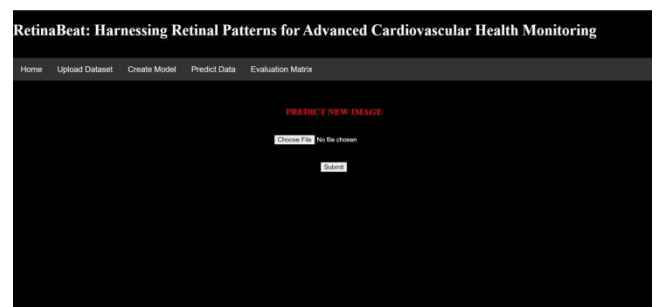 RetinaBeat: Harnessing Retinal Patterns for Advanced Cardiovascular Health Monitoring
Home Upload Dataset Create Model Predict Data Evaluation Matrix
PREDICT NEW IMAGE
Choose File No file chosen
Submit